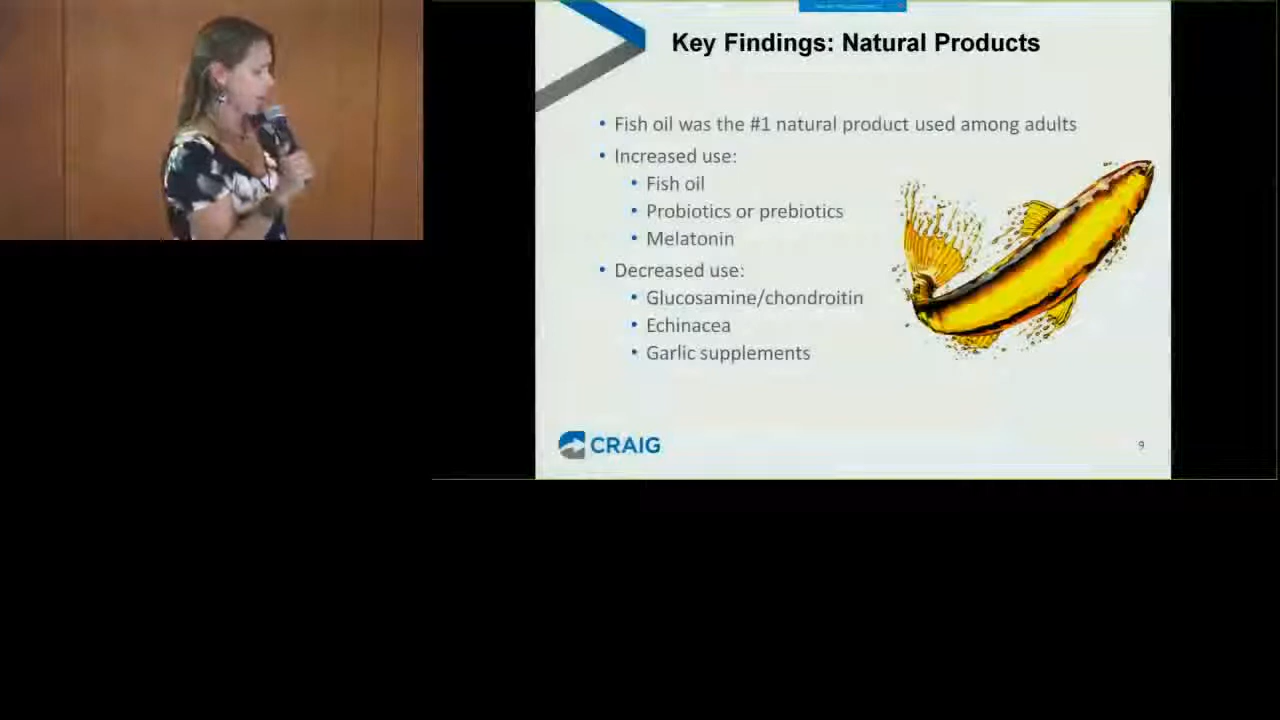 Key Findings: Natural Products
• Fish oil was the #1 natural product used among adults
• Increased use:
• Fish oil
• Probiotics or prebiotics
• Melatonin
• Decreased use:
• Glucosamine/chondroitin
• Echinacea
• Garlic supplements
CRAIG
9